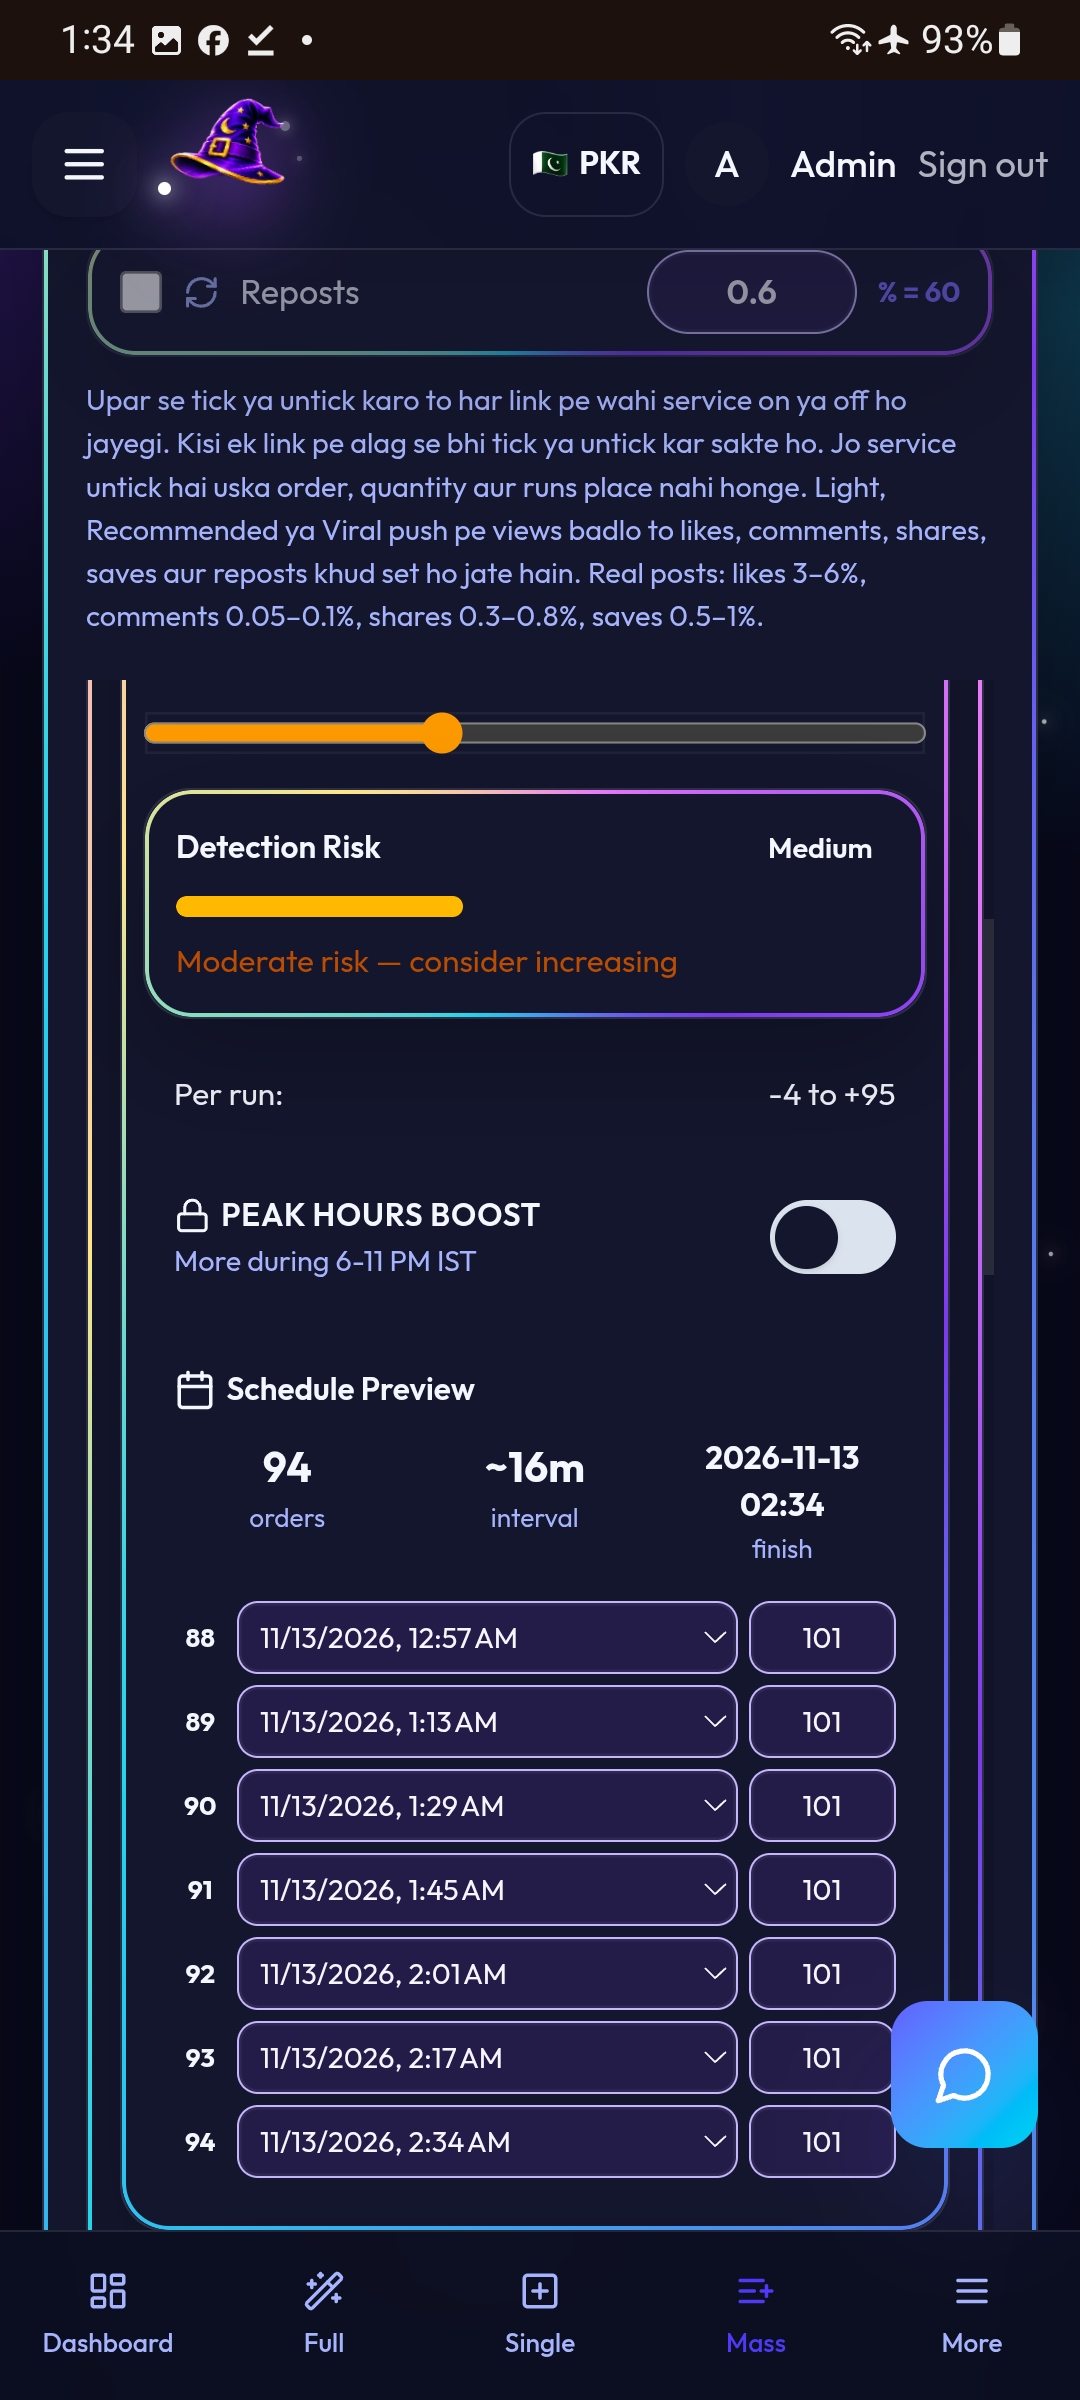 1:34
93%
PKR
A
Admin
Sign out
Reposts
0.6
% = 60
Upar se tick ya untick karo to har link pe wahi service on ya off ho
jayegi. Kisi ek link pe alag se bhi tick ya untick kar sakte ho. Jo service
untick hai uska order, quantity aur runs place nahi honge. Light,
Recommended ya Viral push pe views badlo to likes, comments, shares,
saves aur reposts khud set ho jate hain. Real posts: likes 3–6%,
comments 0.05–0.1%, shares 0.3–0.8%, saves 0.5–1%.
Detection Risk
Medium
Moderate risk — consider increasing
Per run:
-4 to +95
PEAK HOURS BOOST
More during 6-11 PM IST
Schedule Preview
94
orders
~16m
interval
2026-11-13
02:34
finish
88 11/13/2026, 12:57 AM 101
89 11/13/2026, 1:13 AM 101
90 11/13/2026, 1:29 AM 101
91 11/13/2026, 1:45 AM 101
92 11/13/2026, 2:01 AM 101
93 11/13/2026, 2:17 AM 101
94 11/13/2026, 2:34 AM 101
Dashboard
Full
Single
Mass
More